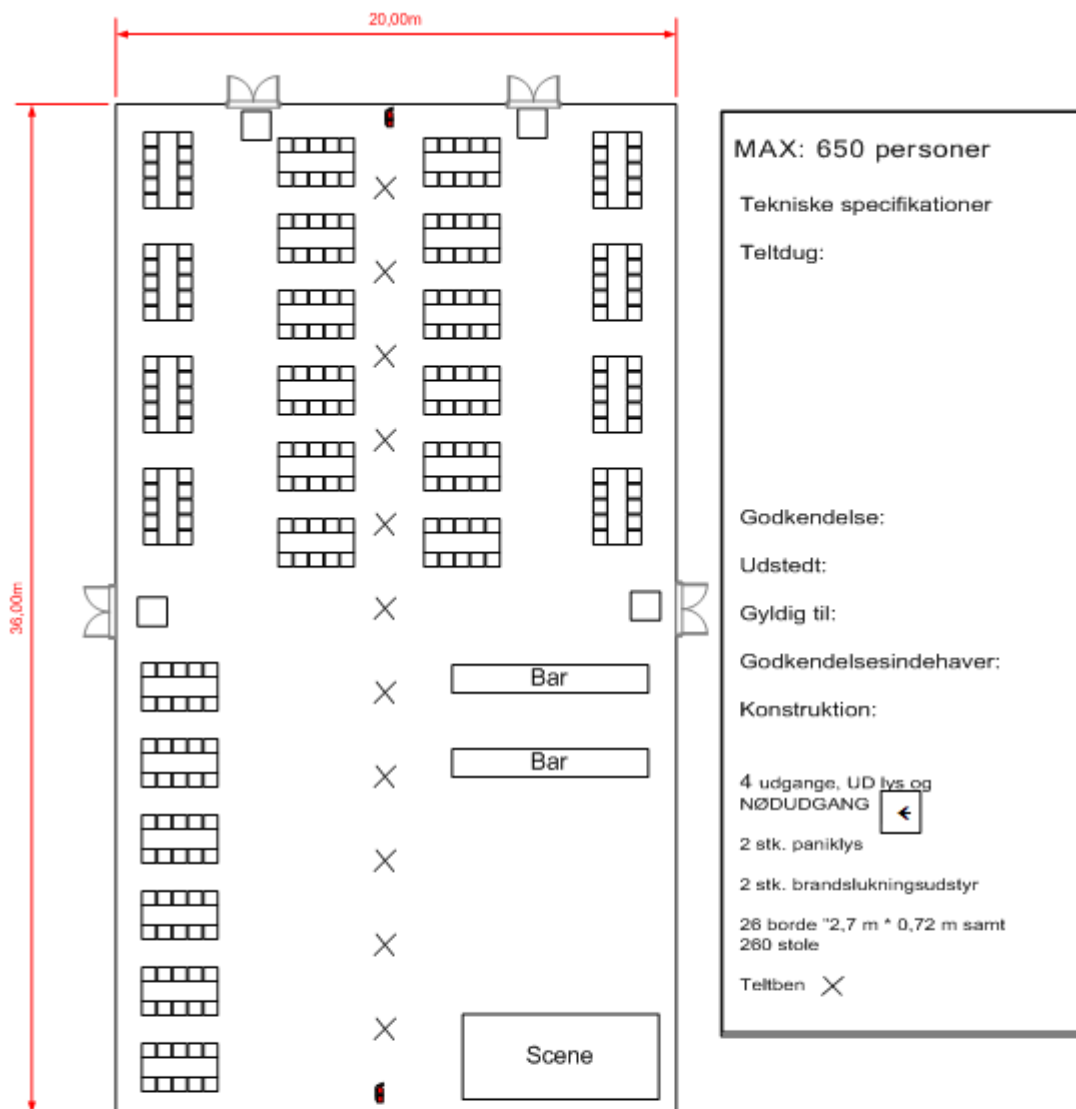 20,00m
36,00m
Bar
Bar
Scene
MAX: 650 personer
Tekniske specifikationer
Teltdug:
Godkendelse:
Udstedt:
Gyldig til:
Godkendelsesindehaver:
Konstruktion:
4 udgange, UD lys og
NØDUDGANG
2 stk. paniklys
2 stk. brandslukningsudstyr
26 borde "2,7 m * 0,72 m samt
260 stole
Teltben